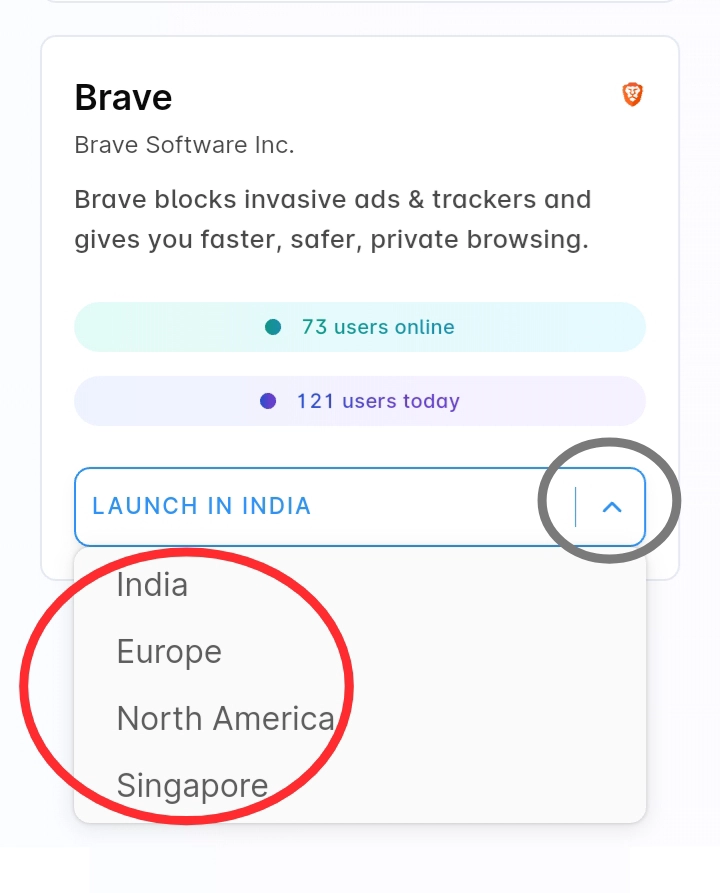 Brave
Brave Software Inc.
Brave blocks invasive ads & trackers and
gives you faster, safer, private browsing.
73 users online
121 users today
LAUNCH IN INDIA
India
Europe
North America
Singapore